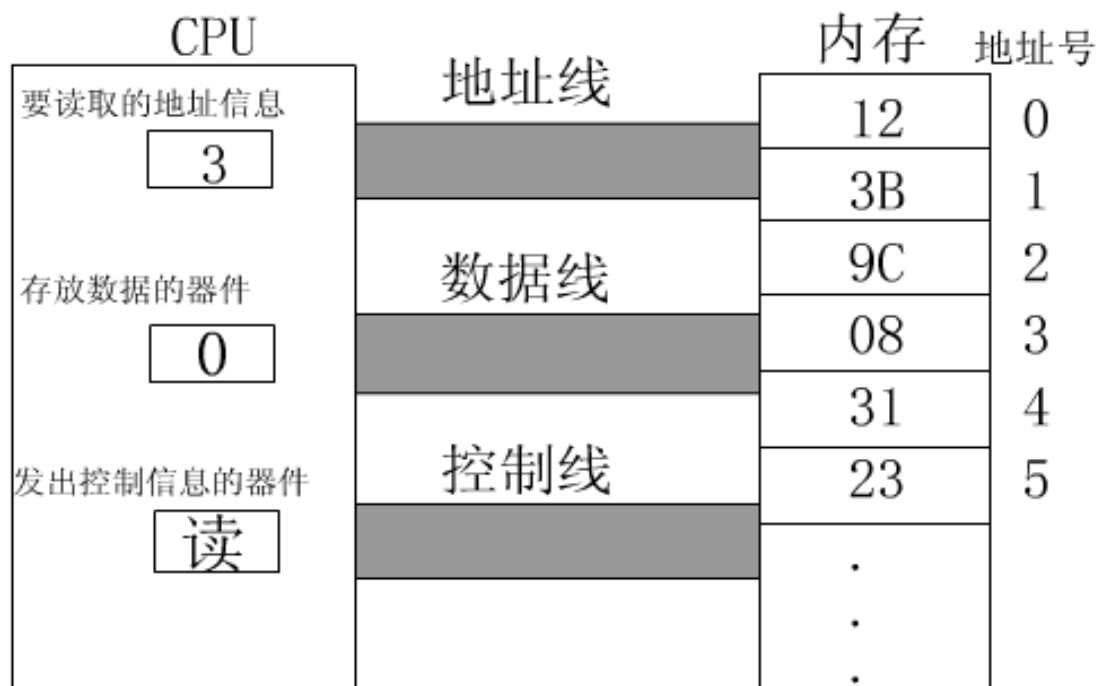 CPU
要读取的地址信息
3
存放数据的器件
0
发出控制信息的器件
读
地址线
数据线
控制线
内存 地址号
12 0
3B 1
9C 2
08 3
31 4
23 5
.
.
.